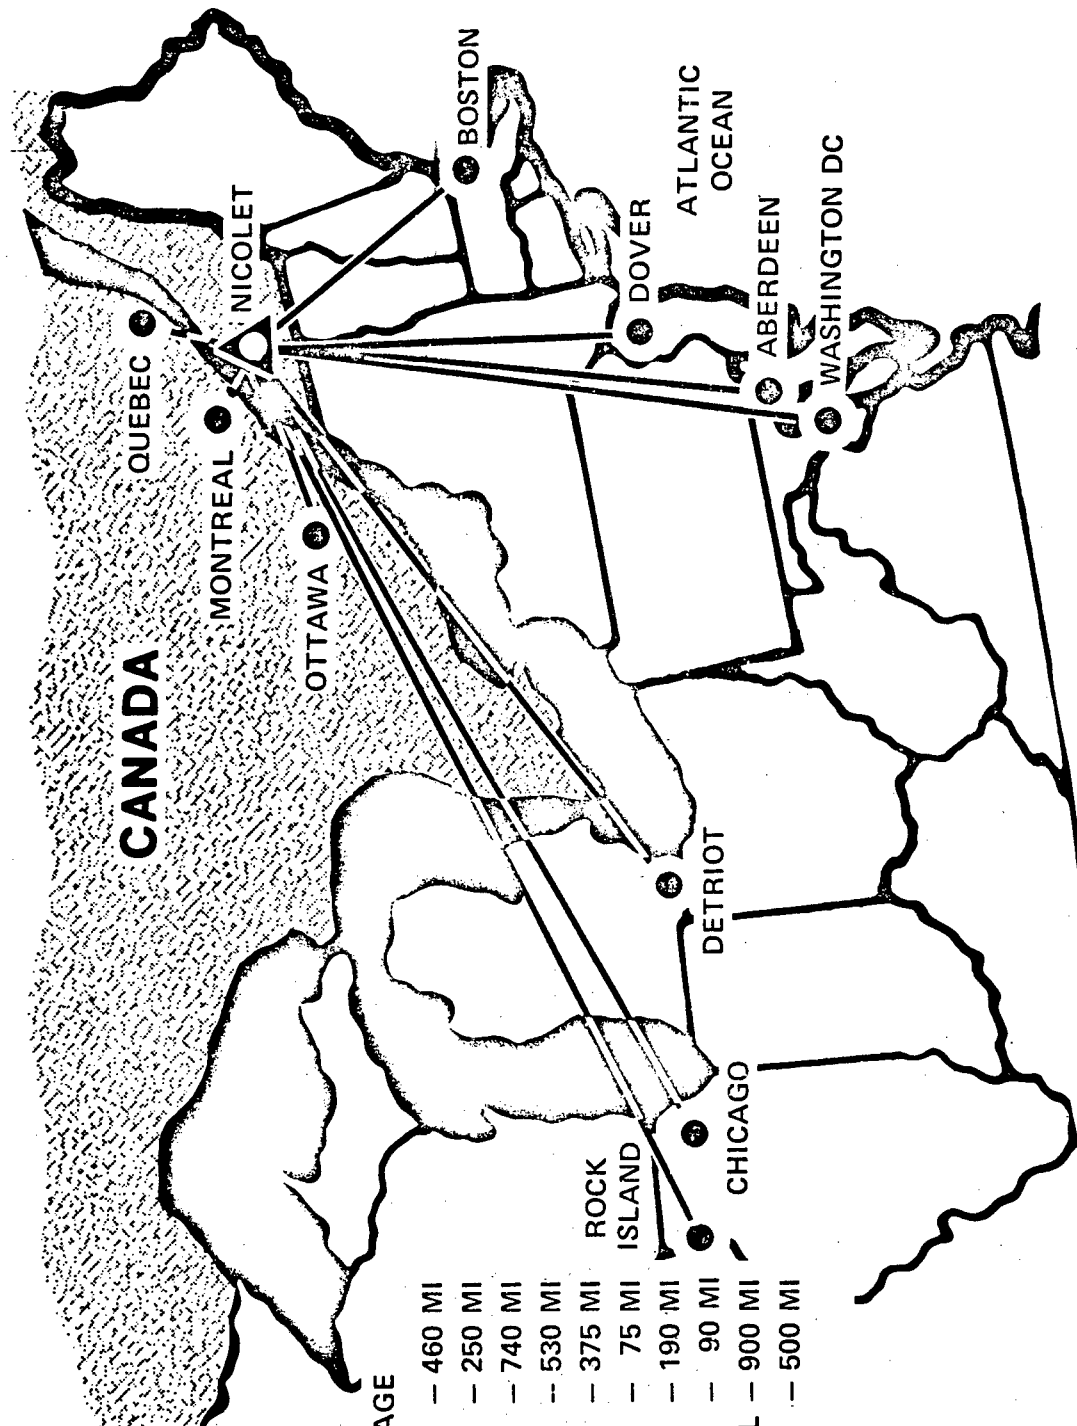 CANADA
QUEBEC
NICOLET
MONTREAL
OTTAWA
BOSTON
ATLANTIC
OCEAN
DOVER
ABERDEEN
WASHINGTON DC
DETRIOT
CHICAGO
ROCK
ISLAND
AGE
– 460 MI
– 250 MI
– 740 MI
-- 530 MI
– 375 MI
– 75 MI
– 190 MI
– 90 MI
L – 900 MI
– 500 MI